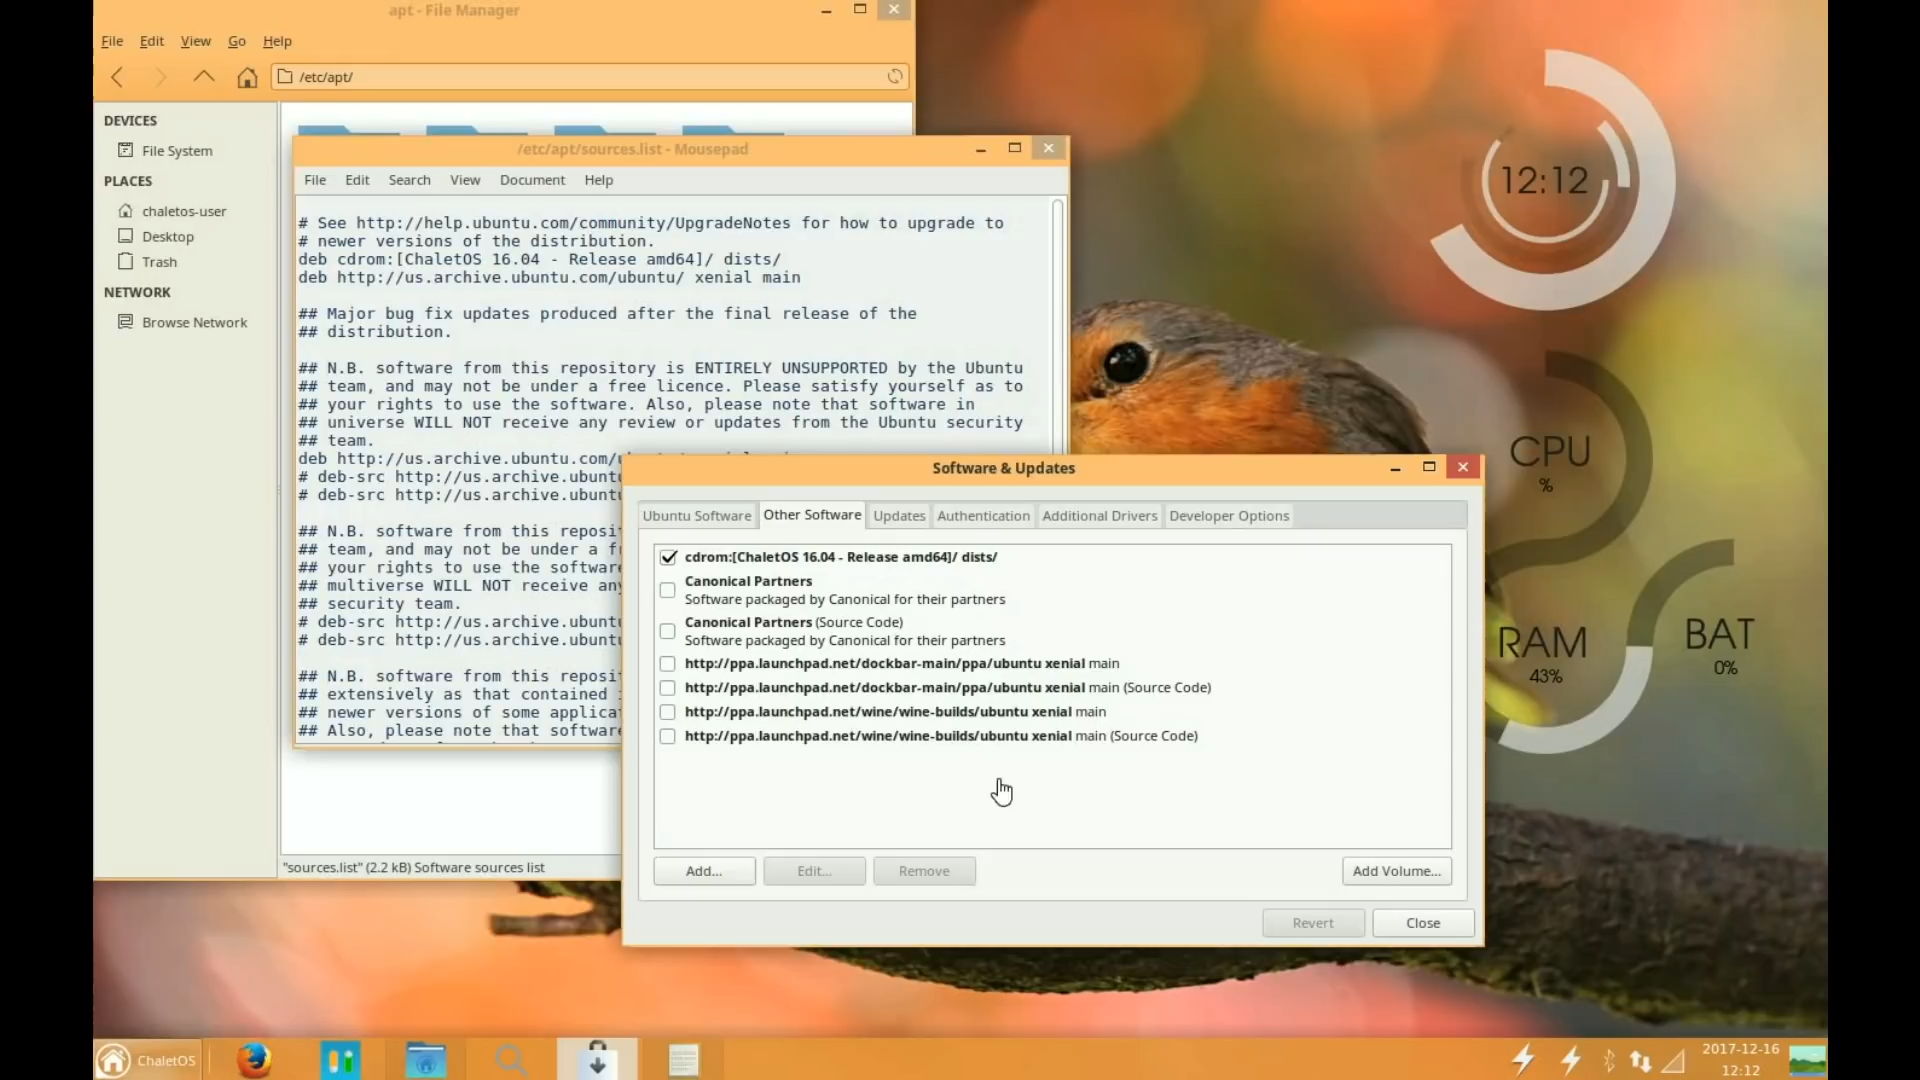 apt - File Manager
File Edit View Go Help
/etc/apt/
DEVICES
File System
PLACES
chaletos-user
Desktop
Trash
NETWORK
Browse Network
"sources.list" (2.2 kB) Software sources list
/etc/apt/sources.list - Mousepad
File Edit Search View Document Help
# See http://help.ubuntu.com/community/UpgradeNotes for how to upgrade to
# newer versions of the distribution.
deb cdrom:[ChaletOS 16.04 - Release amd64]/ dists/
deb http://us.archive.ubuntu.com/ubuntu/ xenial main
## Major bug fix updates produced after the final release of the
## distribution.
## N.B. software from this repository is ENTIRELY UNSUPPORTED by the Ubuntu
## team, and may not be under a free licence. Please satisfy yourself as to
## your rights to use the software. Also, please note that software in
## universe WILL NOT receive any review or updates from the Ubuntu security
## team.
deb http://us.archive.ubuntu.com/
# deb-src http://us.archive.ubuntu
# deb-src http://us.archive.ubuntu
## N.B. software from this
## team, and may not be under a
## your rights to use the software
## multiverse WILL NOT receive any
## security team.
# deb-src http://us.archive.ubuntu
# deb-src http://us.archive.ubuntu
## N.B. software from this
## extensively as that contained
## newer versions of some
## Also, please note that software
Software & Updates
Ubuntu Software Other Software Updates Authentication Additional Drivers Developer Options
cdrom:[ChaletOS 16.04 - Release amd64]/ dists/
Canonical Partners
Software packaged by Canonical for their partners
Canonical Partners (Source Code)
Software packaged by Canonical for their partners
http://ppa.launchpad.net/dockbar-main/ppa/ubuntu xenial main
http://ppa.launchpad.net/dockbar-main/ppa/ubuntu xenial main (Source Code)
http://ppa.launchpad.net/wine/wine-builds/ubuntu xenial main
http://ppa.launchpad.net/wine/wine-builds/ubuntu xenial main (Source Code)
Add... Edit... Remove Add Volume...
Revert Close
12:12
CPU
%
RAM
43%
BAT
0%
ChaletOS
2017-12-16
12:12